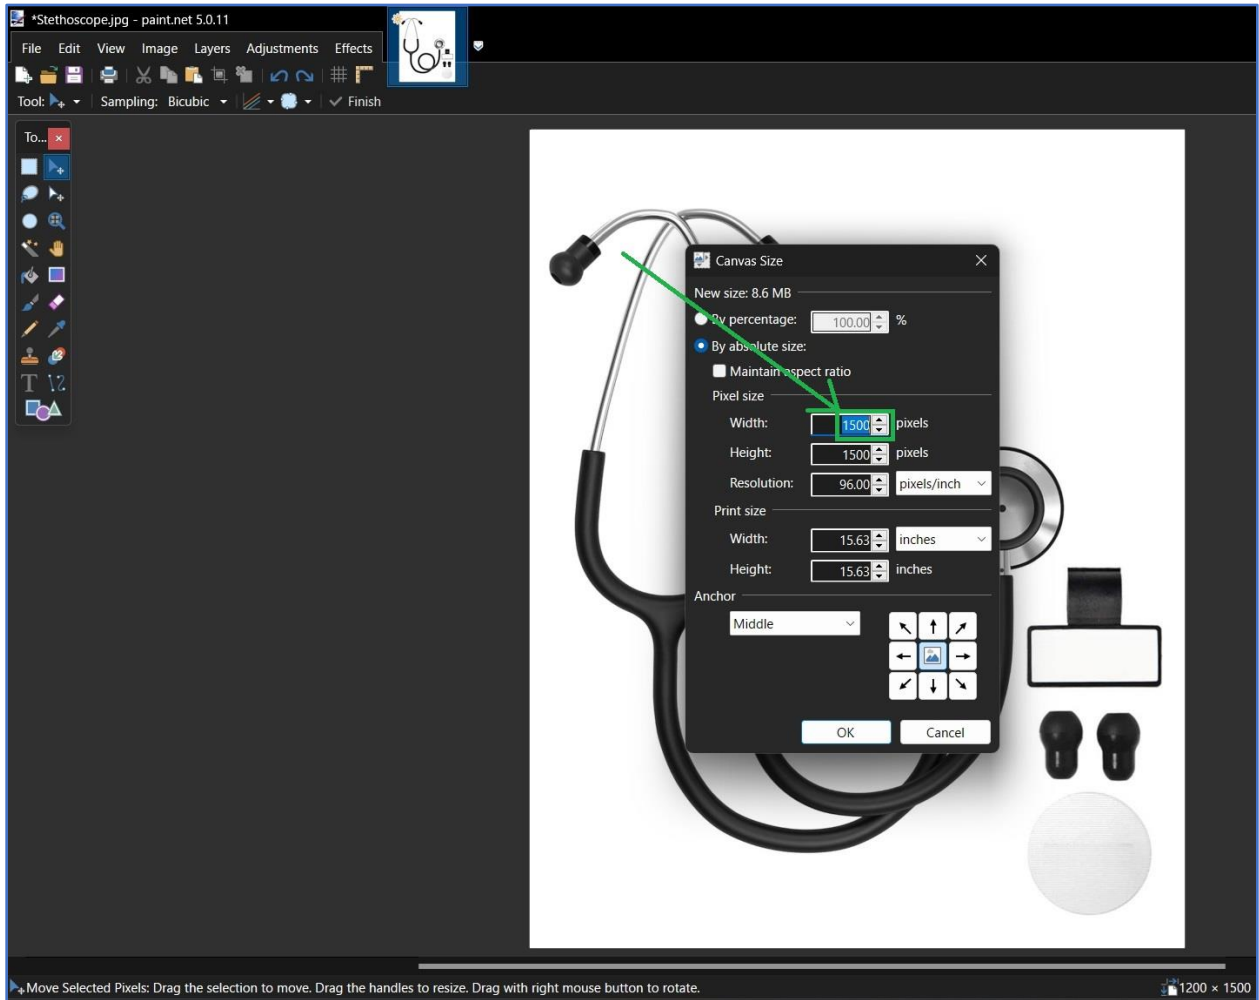 *Stethoscope.jpg - paint.net 5.0.11
File Edit View Image Layers Adjustments Effects
Tool: Sampling: Bicubic Finish
To...
T
Canvas Size
New size: 8.6 MB
By percentage: 100.00 %
By absolute size:
Maintain aspect ratio
Pixel size
Width: 1500 pixels
Height: 1500 pixels
Resolution: 96.00 pixels/inch
Print size
Width: 15.63 inches
Height: 15.63 inches
Anchor
Middle
OK Cancel
Move Selected Pixels: Drag the selection to move. Drag the handles to resize. Drag with right mouse button to rotate. 1200 × 1500